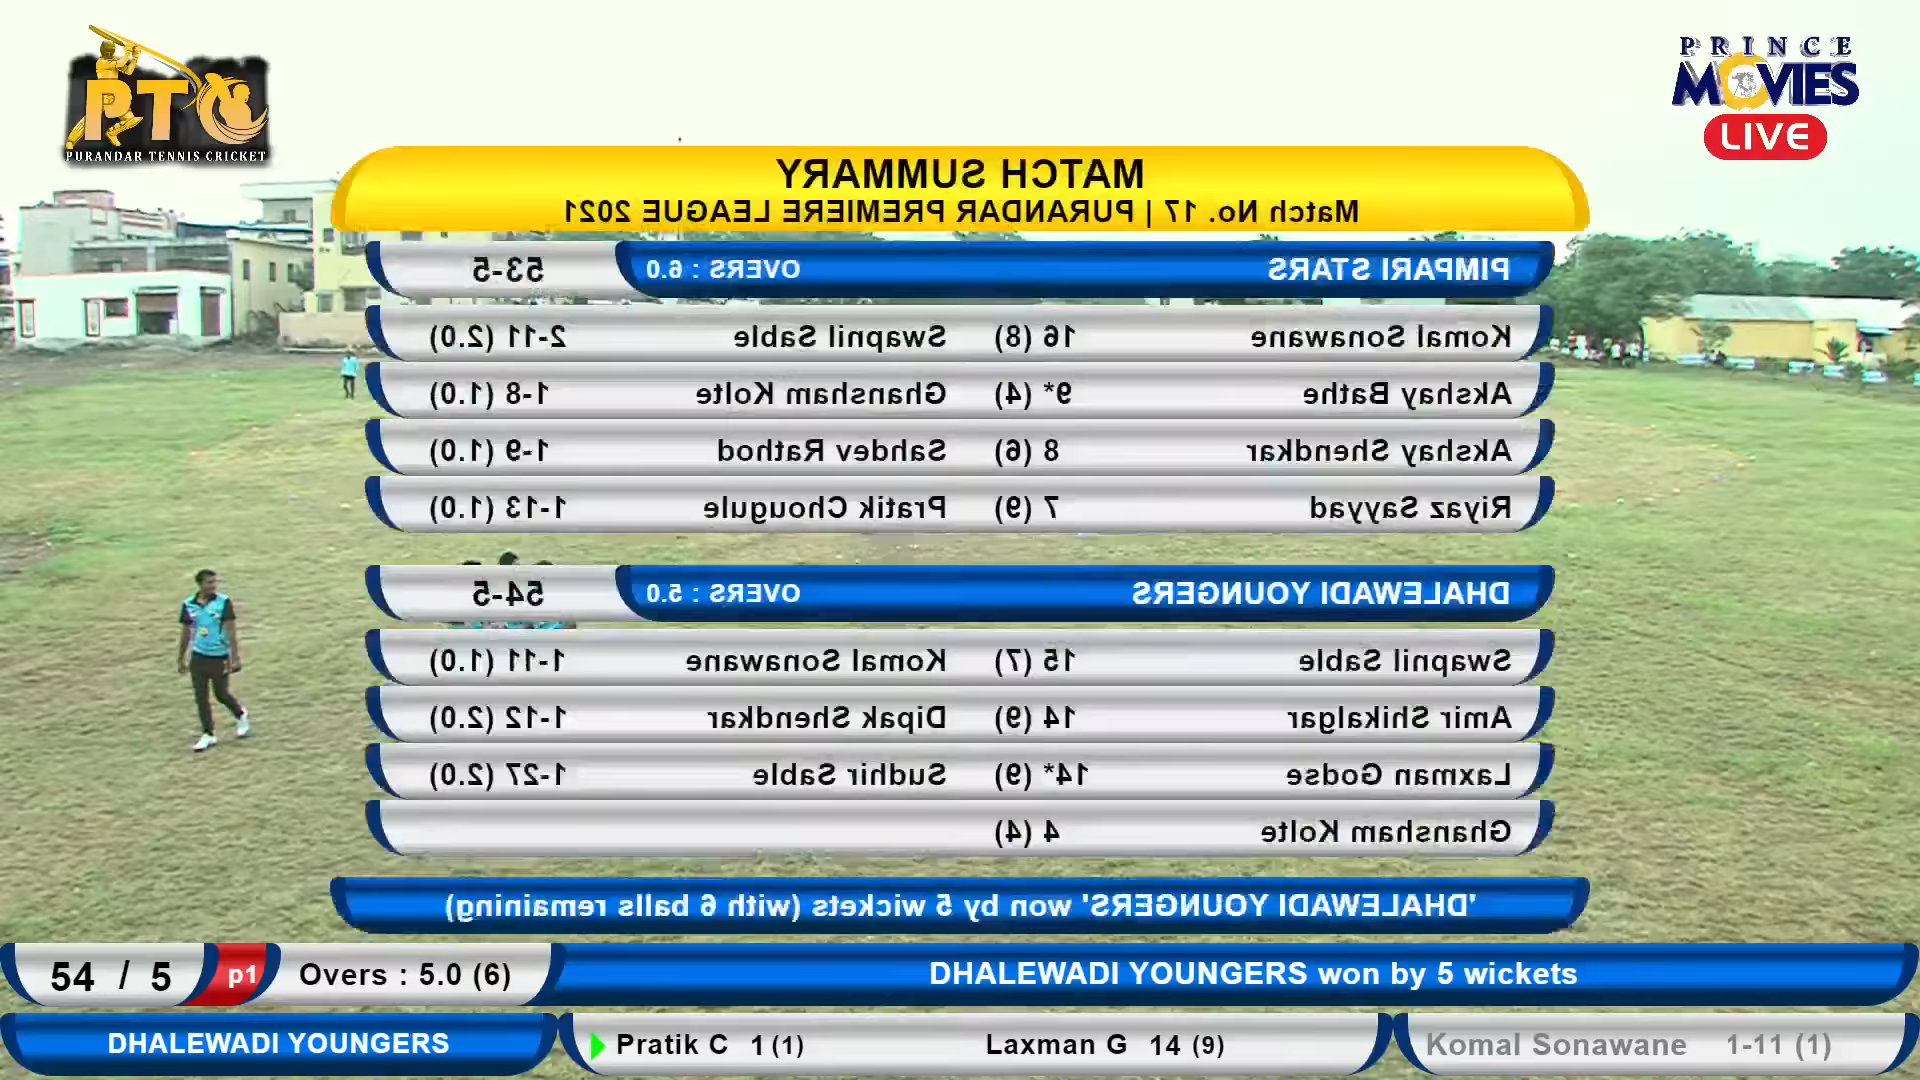 PTC
PURANDAR TENNIS CRICKET
PRINCE
MOVIES
LIVE
MATCH SUMMARY
Match No. 17 | PURANDAR PREMIERE LEAGUE 2021
PIMPARI STARS OVERS : 6.0 53-5
Komal Sonawane 16 (8) Swapnil Sable 2-11 (2.0)
Akshay Bathe 9* (4) Ghansham Kolte 1-8 (1.0)
Akshay Shendkar 8 (6) Sahdev Rathod 1-9 (1.0)
Riyaz Sayyad 7 (9) Pratik Chougule 1-13 (1.0)
DHALEWADI YOUNGERS OVERS : 5.0 54-5
Swapnil Sable 15 (7) Komal Sonawane 1-11 (1.0)
Amir Shikalgar 14 (9) Dipak Shendkar 1-12 (2.0)
Laxman Godse 14* (9) Sudhir Sable 1-27 (2.0)
Ghansham Kolte 4 (4)
'DHALEWADI YOUNGERS' won by 5 wickets (with 6 balls remaining)
54 / 5 p1 Overs : 5.0 (6) DHALEWADI YOUNGERS won by 5 wickets
DHALEWADI YOUNGERS Pratik C 1 (1) Laxman G 14 (9) Komal Sonawane 1-11 (1)